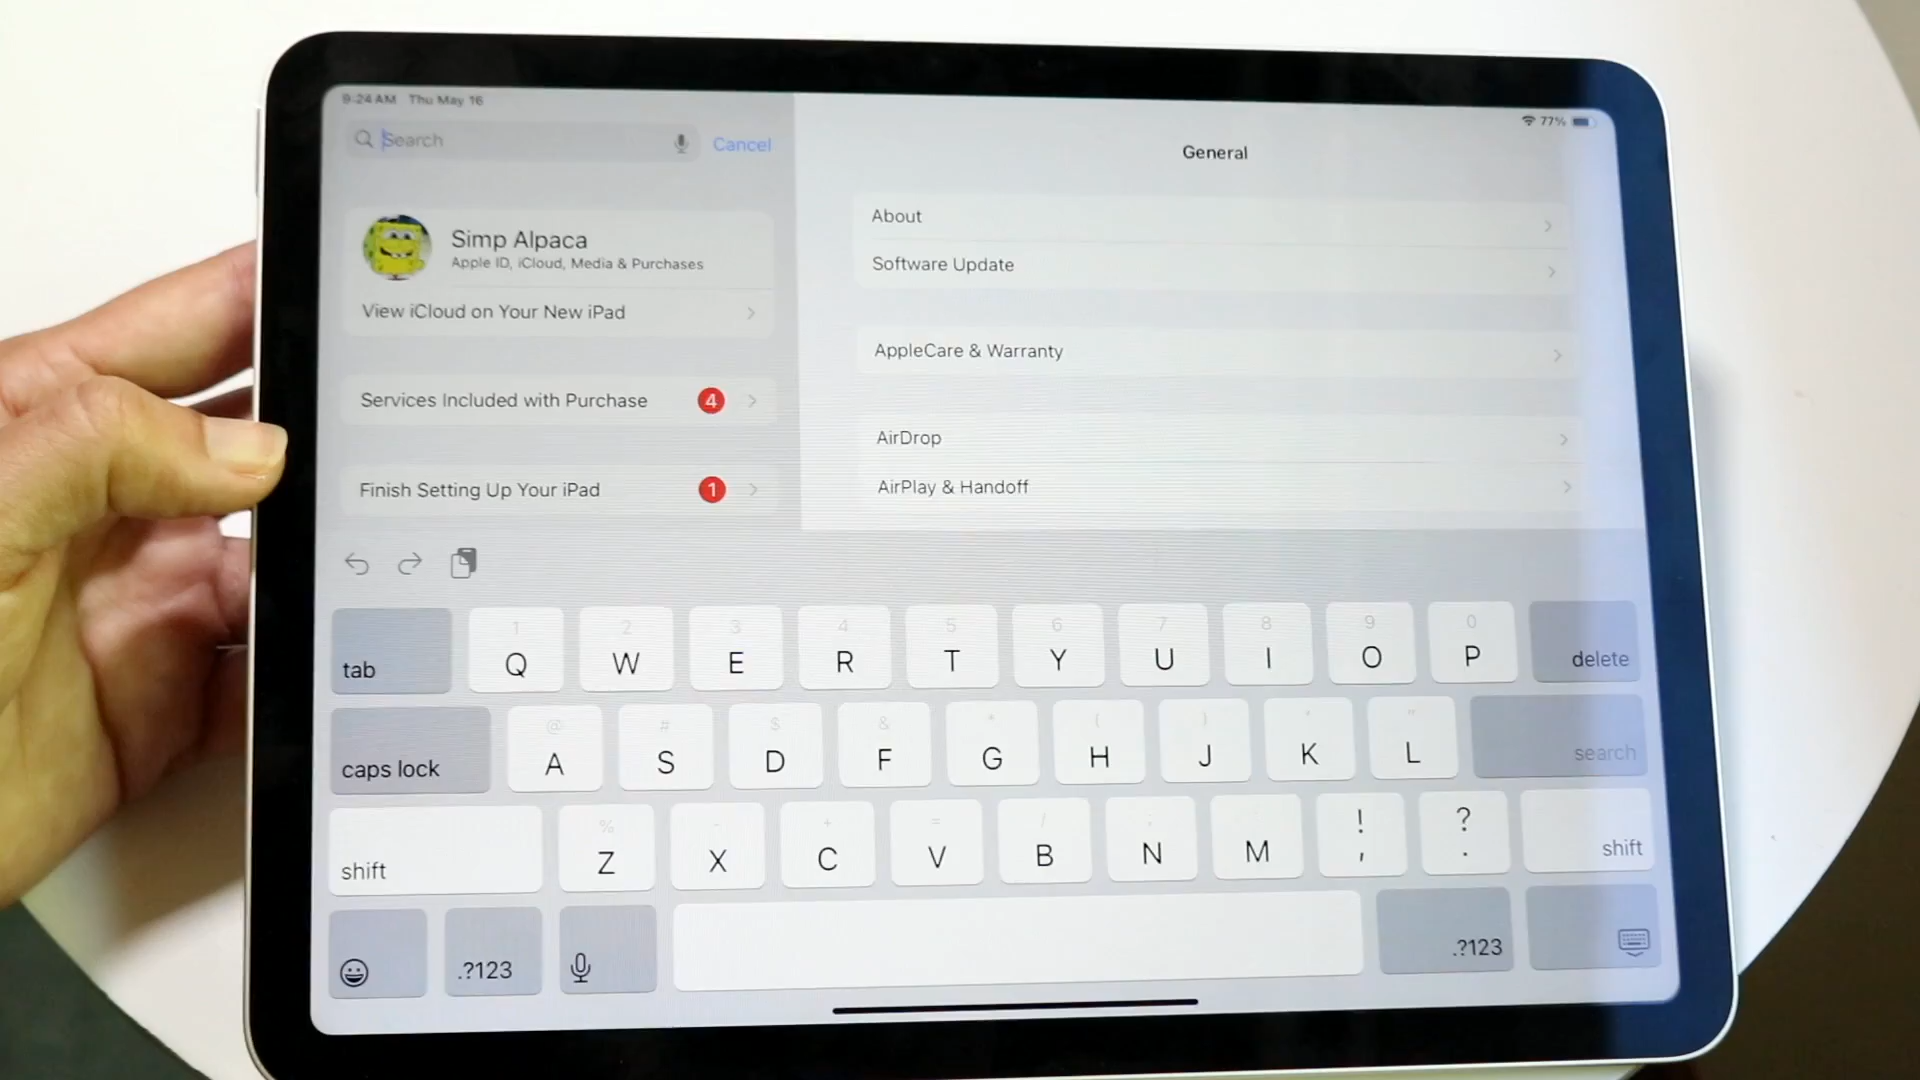 9:24 AM Thu May 16
77%
Search
Cancel
General
Simp Alpaca
Apple ID, iCloud, Media & Purchases
View iCloud on Your New iPad
Services Included with Purchase 4
Finish Setting Up Your iPad 1
About
Software Update
AppleCare & Warranty
AirDrop
AirPlay & Handoff
1 2 3 4 5 6 7 8 9 0
tab Q W E R T Y U I O P delete
@ # $ & * ( ) ' "
caps lock A S D F G H J K L search
% - + = / ; ! ?
shift Z X C V B N M , . shift
.?123 .?123